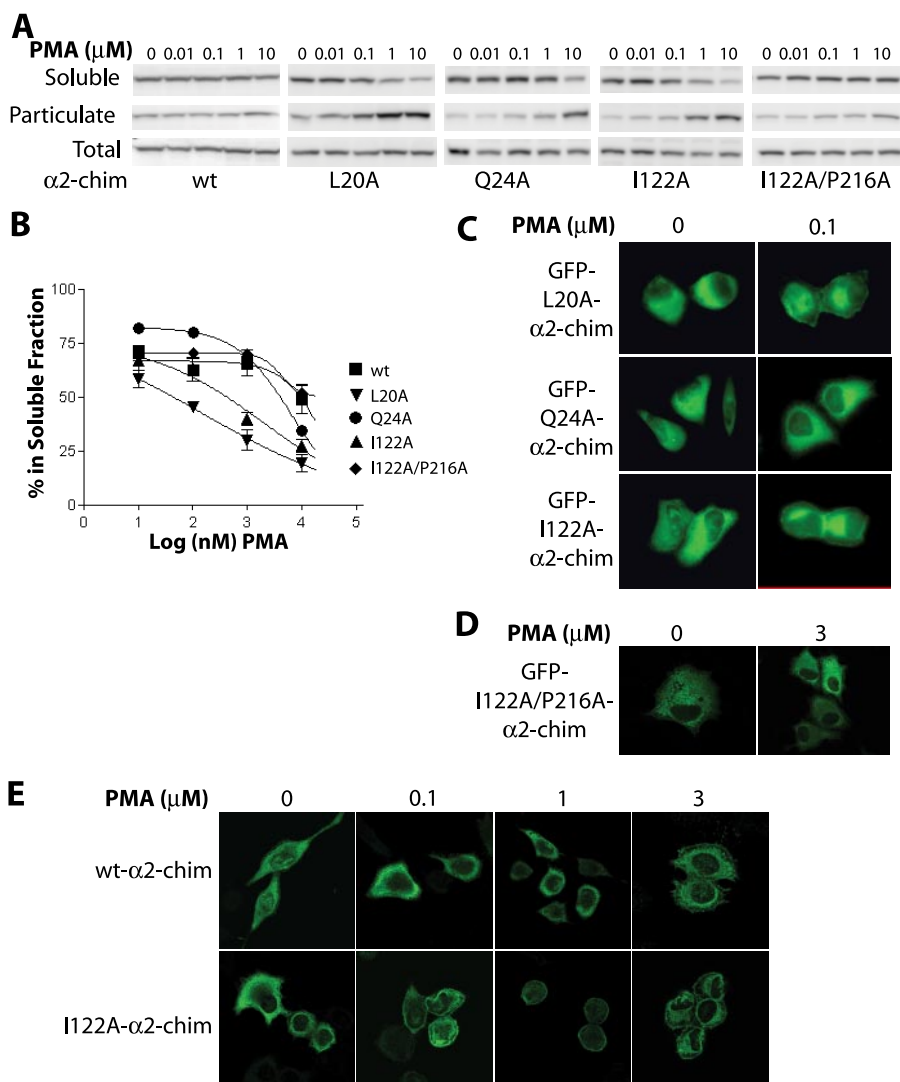 A
PMA (μM) 0 0.01 0.1 1 10 0 0.01 0.1 1 10 0 0.01 0.1 1 10 0 0.01 0.1 1 10 0 0.01 0.1 1 10
Soluble
Particulate
Total
α2-chim wt L20A Q24A I122A I122A/P216A
B
% in Soluble Fraction
100
75
50
25
0
0 1 2 3 4 5
Log (nM) PMA
wt
L20A
Q24A
I122A
I122A/P216A
C
PMA (μM) 0 0.1
GFP-
L20A-
α2-chim
GFP-
Q24A-
α2-chim
GFP-
I122A-
α2-chim
D
PMA (μM) 0 3
GFP-
I122A/P216A-
α2-chim
E
PMA (μM) 0 0.1 1 3
wt-α2-chim
I122A-α2-chim